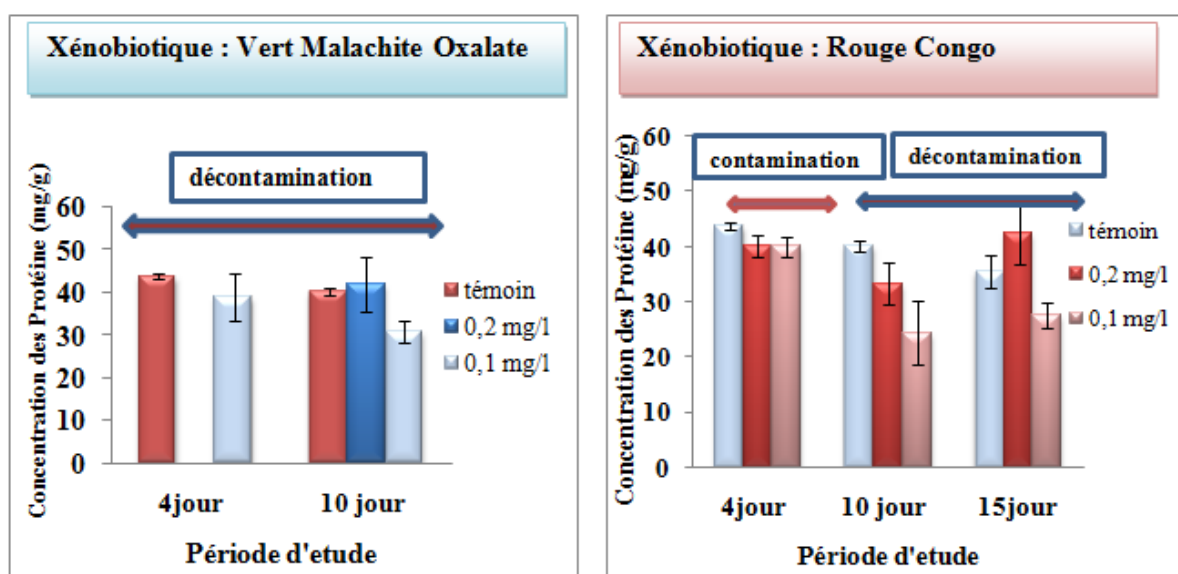 Xénobiotique : Vert Malachite Oxalate
Concentration des Protéine (mg/g)
décontamination
60
50
40
30
20
10
0
témoin
0,2 mg/l
0,1 mg/l
4jour
10 jour
Période d'etude
Xénobiotique : Rouge Congo
Concentration des Protéine (mg/g)
contamination
décontamination
60
50
40
30
20
10
0
témoin
0,2 mg/l
0,1 mg/l
4jour
10 jour
15jour
Période d'etude